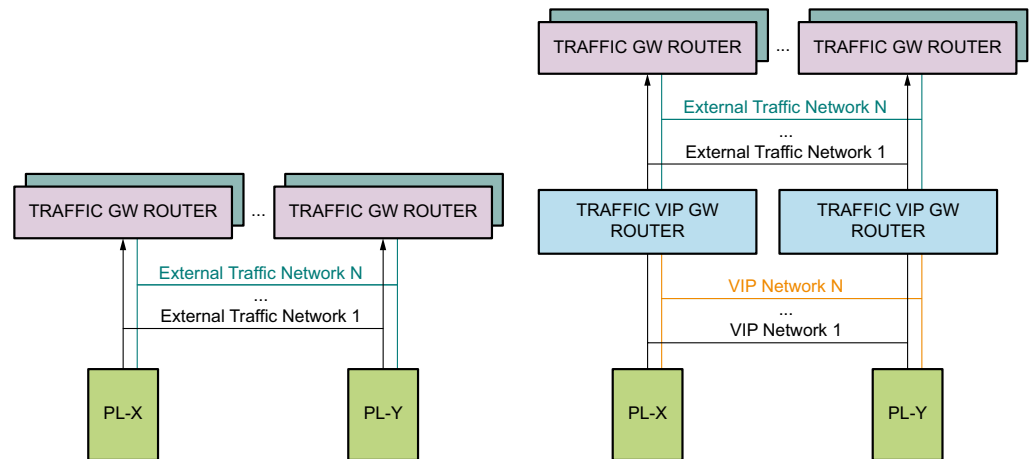 TRAFFIC GW ROUTER
...
TRAFFIC GW ROUTER
External Traffic Network N
...
External Traffic Network 1
PL-X
PL-Y
TRAFFIC GW ROUTER
...
TRAFFIC GW ROUTER
External Traffic Network N
...
External Traffic Network 1
TRAFFIC VIP GW
ROUTER
TRAFFIC VIP GW
ROUTER
VIP Network N
...
VIP Network 1
PL-X
PL-Y